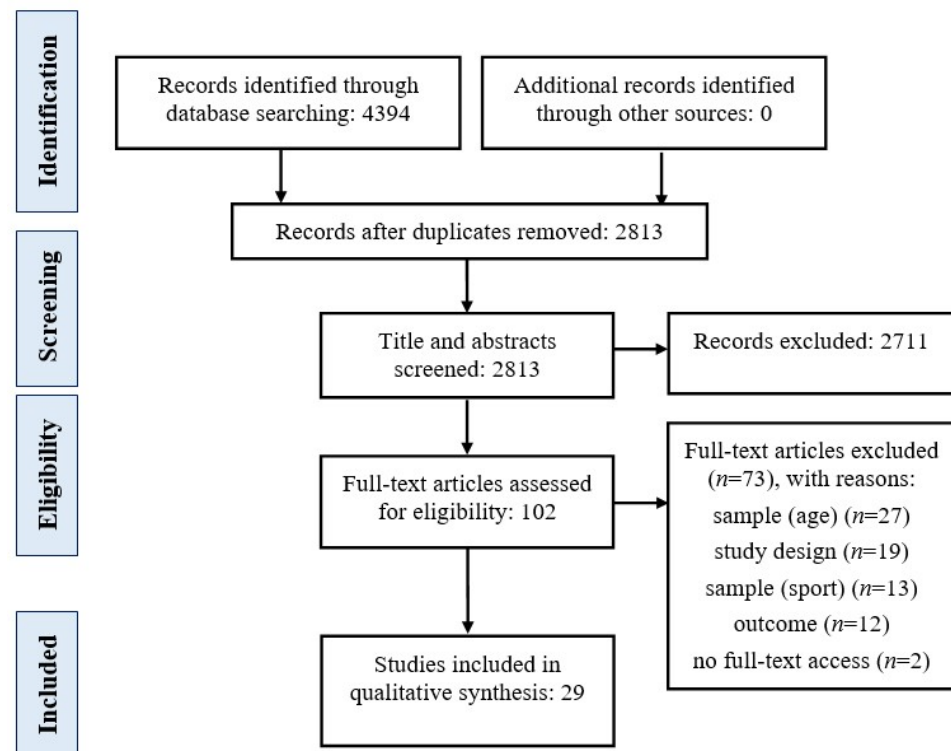 Identification
Records identified through
database searching: 4394
Additional records identified
through other sources: 0
Records after duplicates removed: 2813
Screening
Title and abstracts
screened: 2813
Records excluded: 2711
Eligibility
Full-text articles assessed
for eligibility: 102
Full-text articles excluded
(n=73), with reasons:
sample (age) (n=27)
study design (n=19)
sample (sport) (n=13)
outcome (n=12)
no full-text access (n=2)
Included
Studies included in
qualitative synthesis: 29